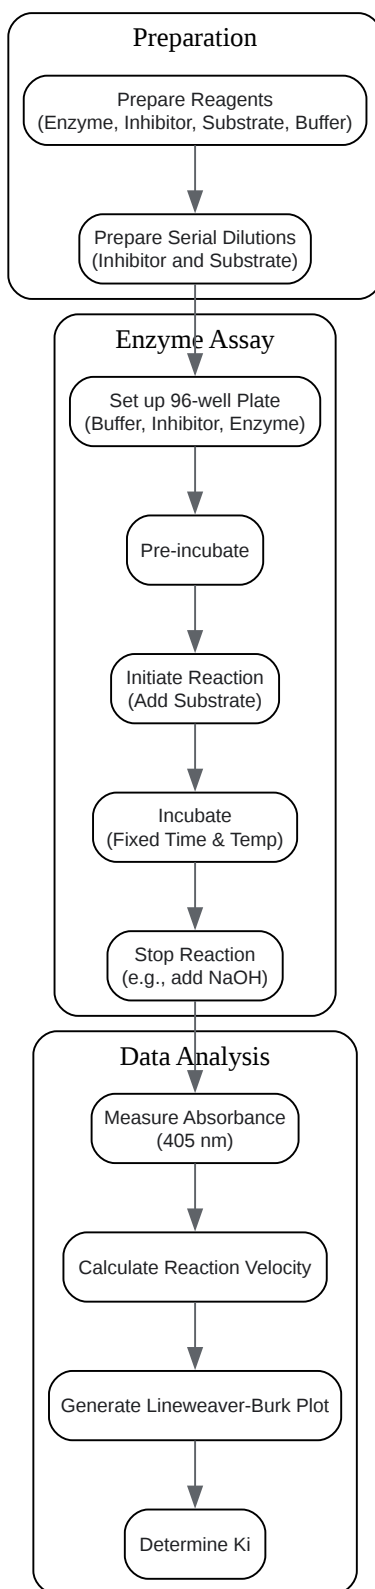 Preparation
Prepare Reagents
(Enzyme, Inhibitor, Substrate, Buffer)
Prepare Serial Dilutions
(Inhibitor and Substrate)
Enzyme Assay
Set up 96-well Plate
(Buffer, Inhibitor, Enzyme)
Pre-incubate
Initiate Reaction
(Add Substrate)
Incubate
(Fixed Time & Temp)
Stop Reaction
(e.g., add NaOH)
Data Analysis
Measure Absorbance
(405 nm)
Calculate Reaction Velocity
Generate Lineweaver-Burk Plot
Determine Ki